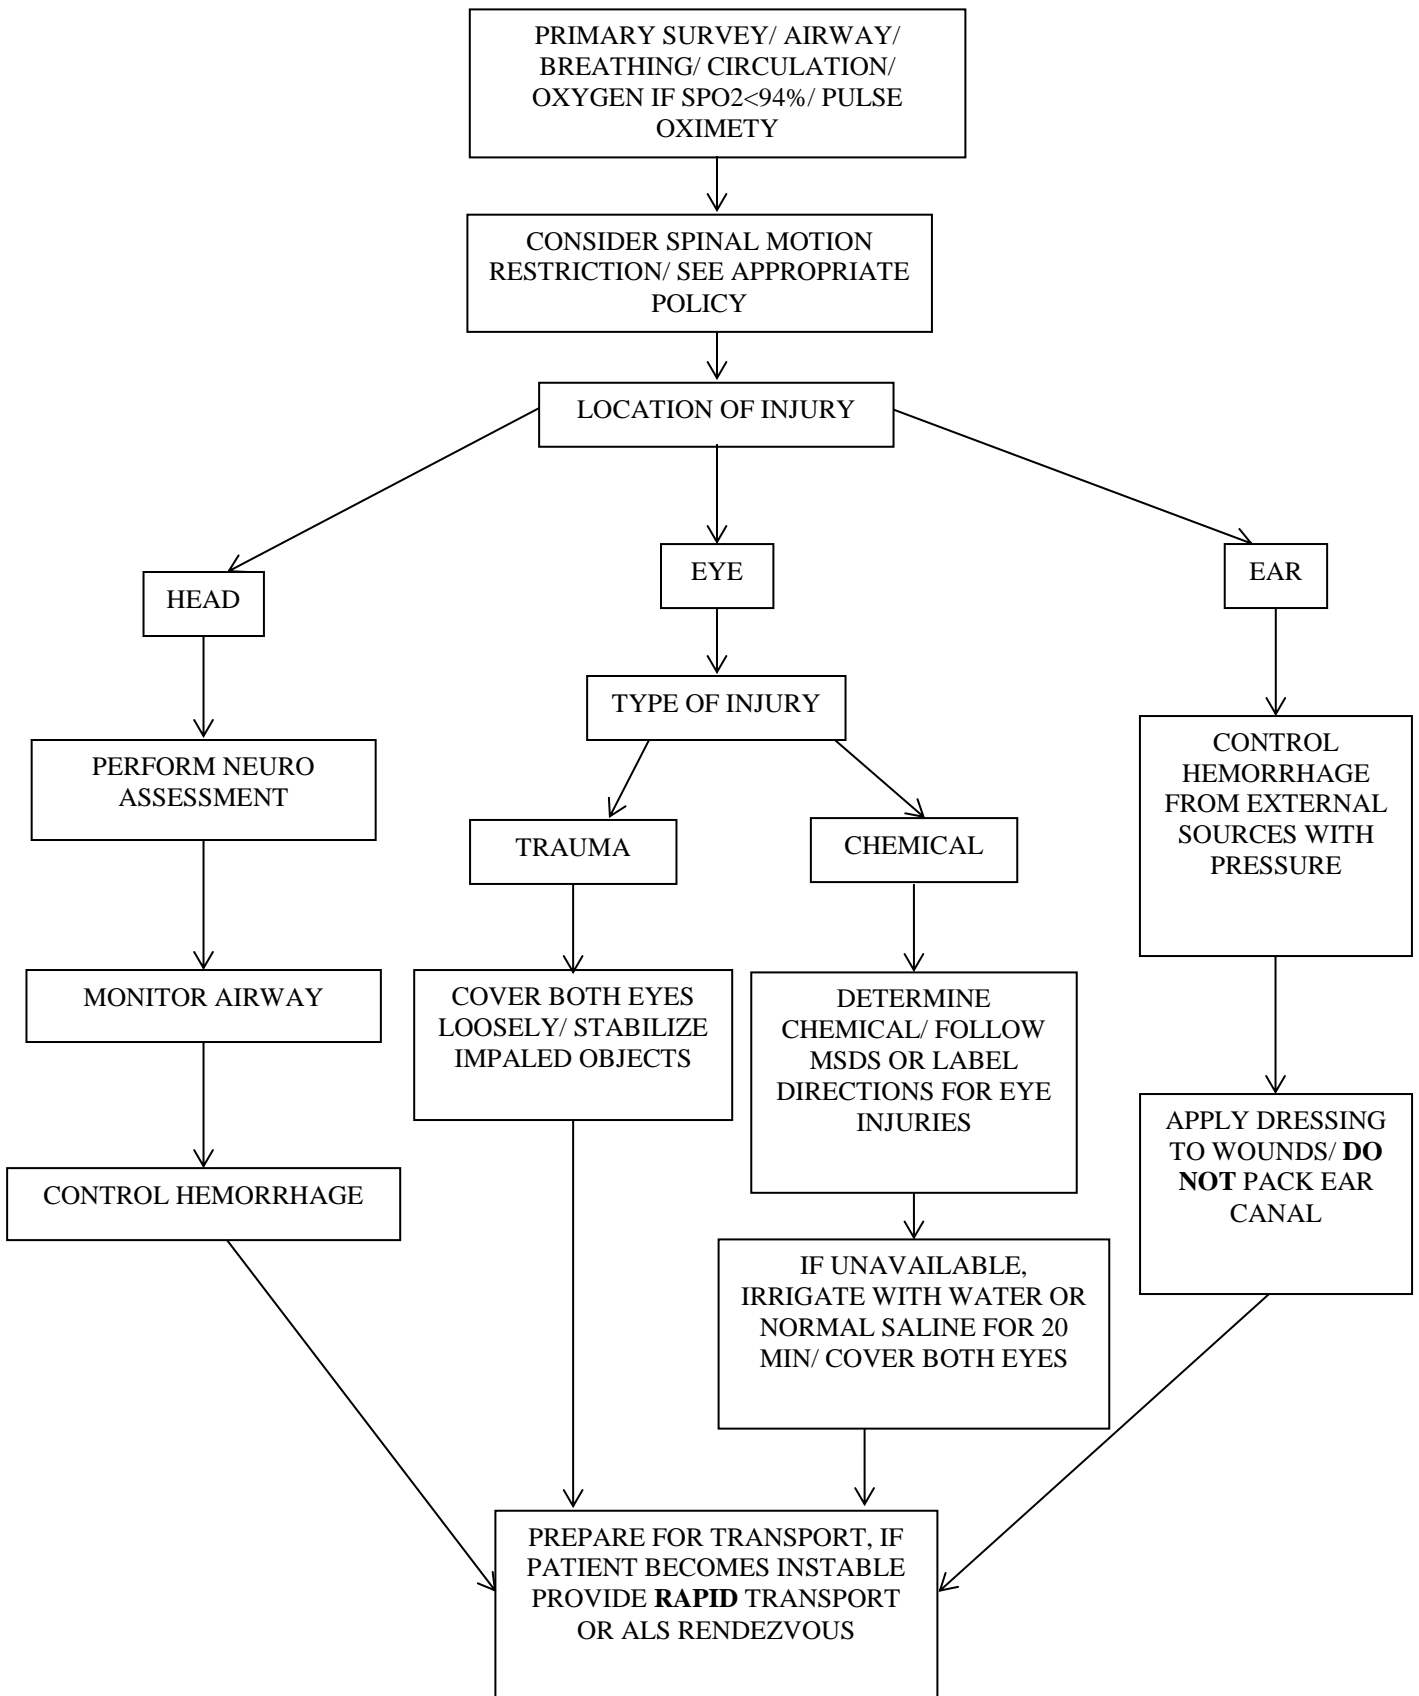 PRIMARY SURVEY/ AIRWAY/
BREATHING/ CIRCULATION/
OXYGEN IF SPO2<94%/ PULSE
OXIMETY
CONSIDER SPINAL MOTION
RESTRICTION/ SEE APPROPRIATE
POLICY
LOCATION OF INJURY
HEAD
EYE
EAR
PERFORM NEURO
ASSESSMENT
MONITOR AIRWAY
CONTROL HEMORRHAGE
TYPE OF INJURY
TRAUMA
COVER BOTH EYES
LOOSELY/ STABILIZE
IMPALED OBJECTS
CHEMICAL
DETERMINE
CHEMICAL/ FOLLOW
MSDS OR LABEL
DIRECTIONS FOR EYE
INJURIES
IF UNAVAILABLE,
IRRIGATE WITH WATER OR
NORMAL SALINE FOR 20
MIN/ COVER BOTH EYES
CONTROL
HEMORRHAGE
FROM EXTERNAL
SOURCES WITH
PRESSURE
APPLY DRESSING
TO WOUNDS/ DO
NOT PACK EAR
CANAL
PREPARE FOR TRANSPORT, IF
PATIENT BECOMES INSTABLE
PROVIDE RAPID TRANSPORT
OR ALS RENDEZVOUS